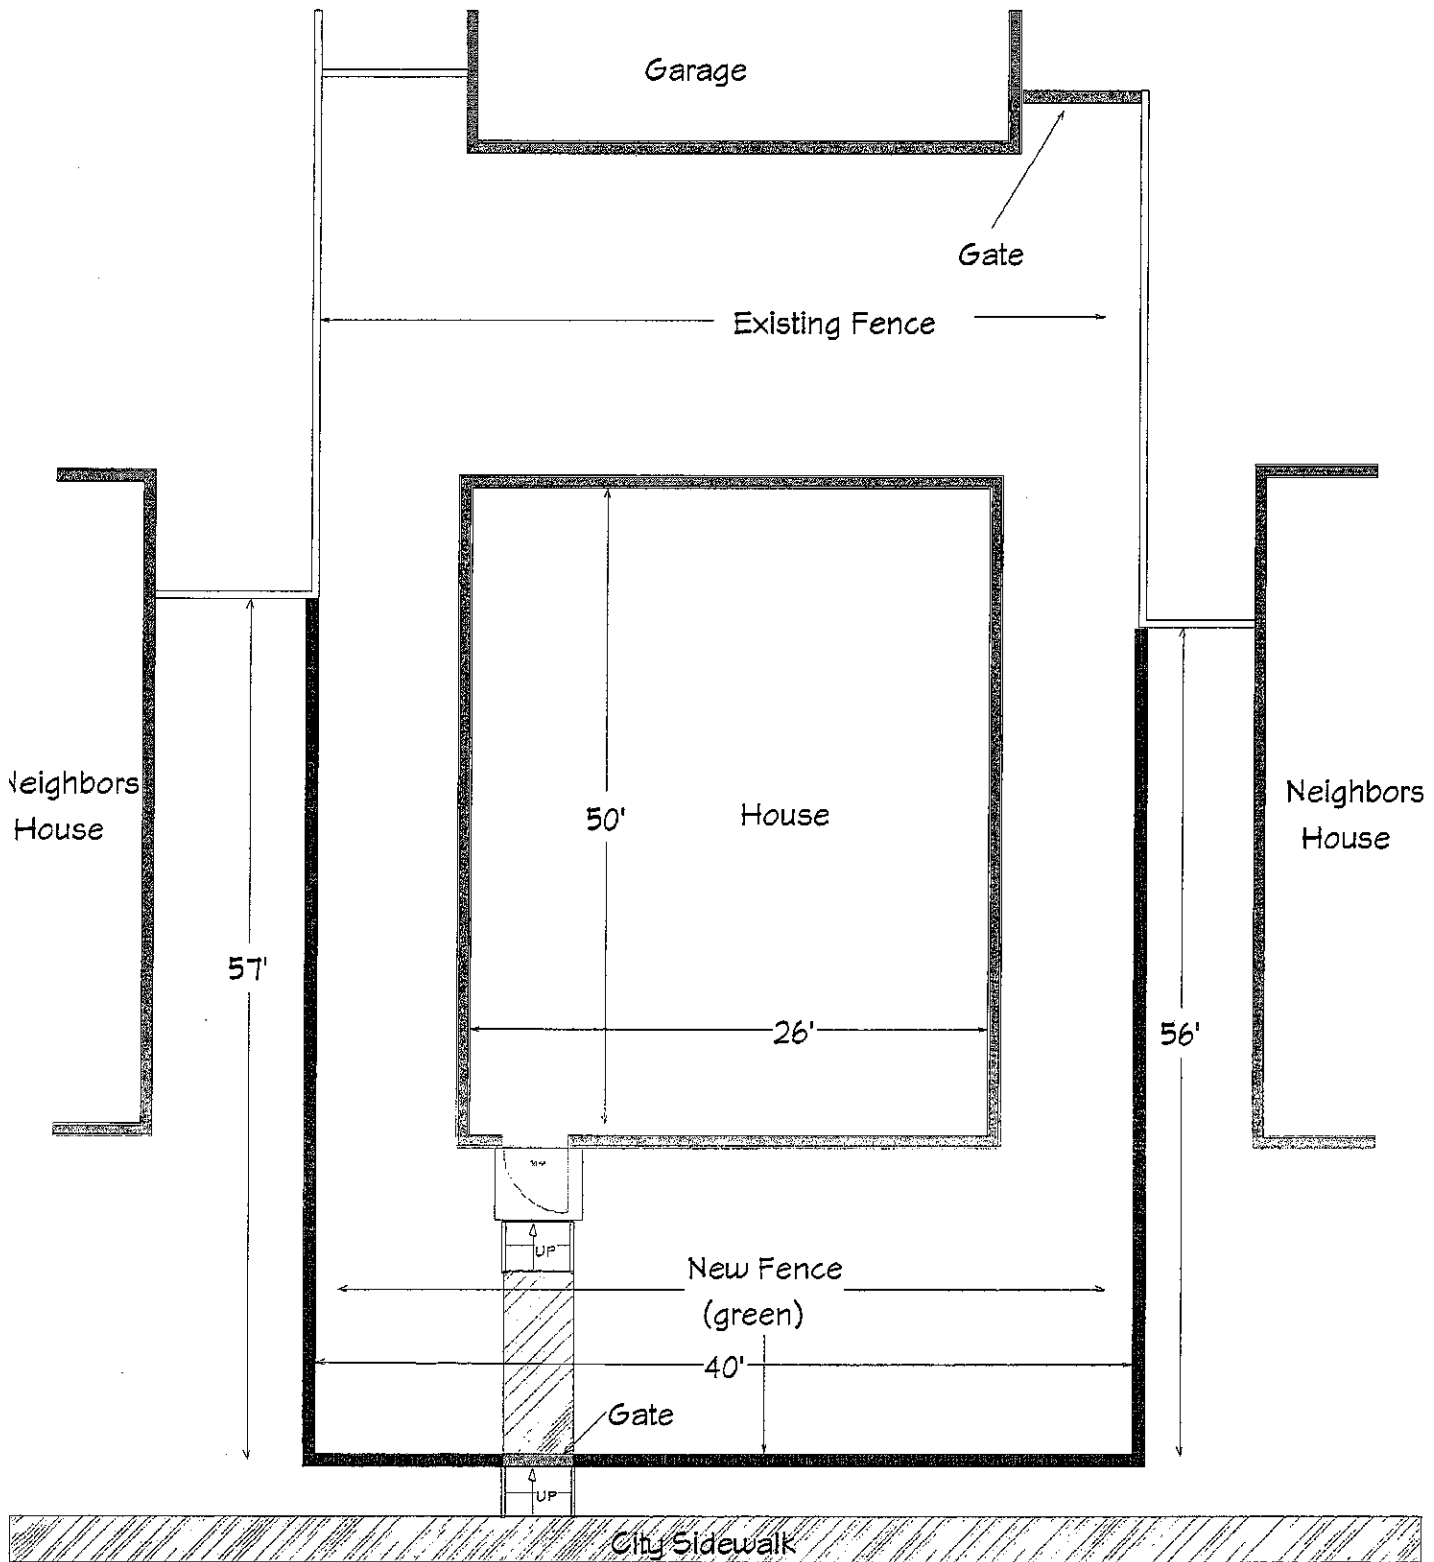 Garage
Gate
Existing Fence
Neighbors
House
50'
House
Neighbors
House
57'
26'
56'
UP
New Fence
(green)
40'
Gate
UP
City Sidewalk